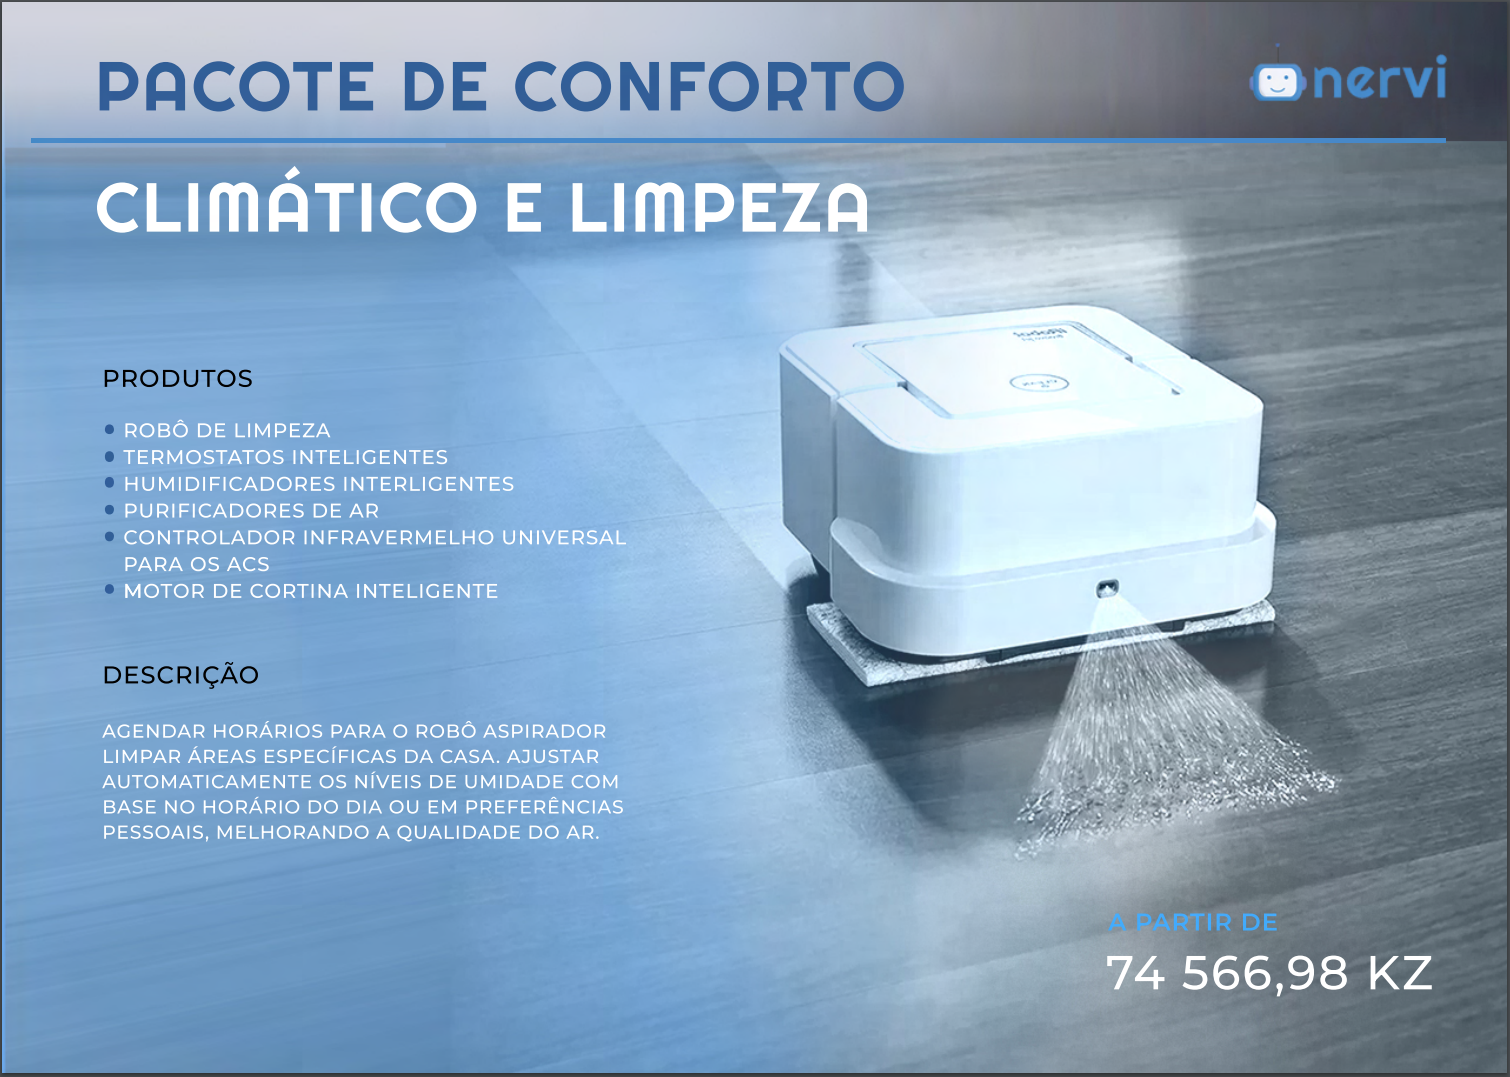 PACOTE DE CONFORTO
nervi
CLIMÁTICO E LIMPEZA
PRODUTOS
• ROBÔ DE LIMPEZA
• TERMOSTATOS INTELIGENTES
• HUMIDIFICADORES INTERLIGENTES
• PURIFICADORES DE AR
• CONTROLADOR INFRAVERMELHO UNIVERSAL
PARA OS ACS
• MOTOR DE CORTINA INTELIGENTE
DESCRIÇÃO
AGENDAR HORÁRIOS PARA O ROBÔ ASPIRADOR
LIMPAR ÁREAS ESPECÍFICAS DA CASA. AJUSTAR
AUTOMATICAMENTE OS NÍVEIS DE UMIDADE COM
BASE NO HORÁRIO DO DIA OU EM PREFERÊNCIAS
PESSOAIS, MELHORANDO A QUALIDADE DO AR.
A PARTIR DE
74 566,98 KZ